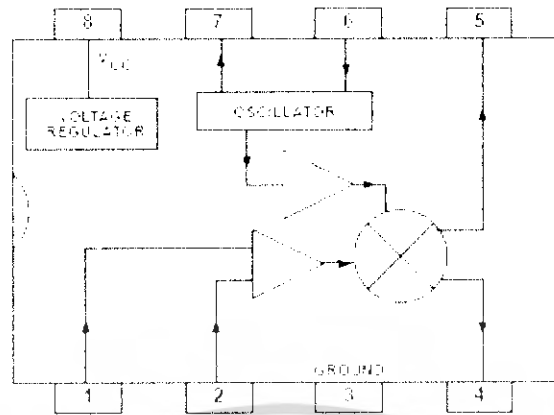 8 7 6 5
VCC
VOLTAGE
REGULATOR
OSCILLATOR
GROUND
1 2 3 4